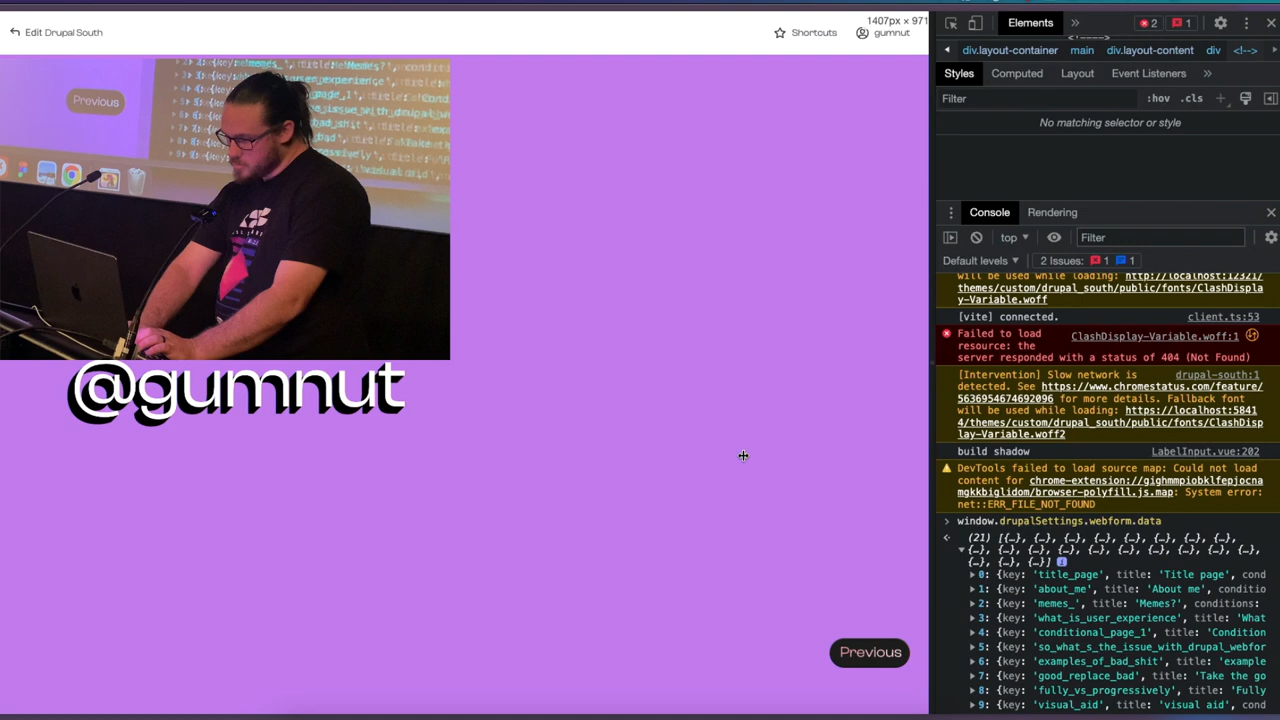 1407px × 971
Edit Drupal South
Shortcuts
gumnut
Previous
@gumnut
Previous
Elements
2
1
div.layout-container main div.layout-content div <!-->
Styles Computed Layout Event Listeners
Filter
:hov .cls
No matching selector or style
Console Rendering
top
Filter
Default levels
2 Issues: 1 1
will be used while loading: http://localhost:12321/
themes/custom/drupal_south/public/fonts/ClashDispla
y-Variable.woff
[vite] connected. client.ts:53
Failed to load ClashDisplay-Variable.woff:1
resource: the
server responded with a status of 404 (Not Found)
[Intervention] Slow network is drupal-south:1
detected. See https://www.chromestatus.com/feature/
5636954674692096 for more details. Fallback font
will be used while loading: https://localhost:5841
4/themes/custom/drupal_south/public/fonts/ClashDisp
lay-Variable.woff2
build shadow LabelInput.vue:202
DevTools failed to load source map: Could not load
content for chrome-extension://gighmmpiobklfepjocna
mgkkbiglidom/browser-polyfill.js.map: System error:
net::ERR_FILE_NOT_FOUND
window.drupalSettings.webform.data
(21) [{…}, {…}, {…}, {…}, {…}, {…}, {…}, {…},
{…}, {…}, {…}, {…}, {…}, {…}, {…}, {…}, {…}, {…},
{…}, {…}, {…}]
0: {key: 'title_page', title: 'Title page', cond
1: {key: 'about_me', title: 'About me', conditio
2: {key: 'memes_', title: 'Memes?', conditions:
3: {key: 'what_is_user_experience', title: 'What
4: {key: 'conditional_page_1', title: 'Condition
5: {key: 'so_what_s_the_issue_with_drupal_webfor
6: {key: 'examples_of_bad_shit', title: 'example
7: {key: 'good_replace_bad', title: 'Take the go
8: {key: 'fully_vs_progressively', title: 'Fully
9: {key: 'visual_aid', title: 'visual aid', cond